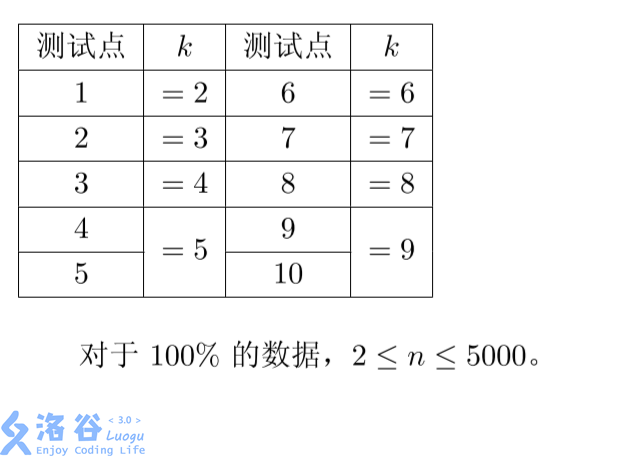 测试点 k 测试点 k
1 = 2 6 = 6
2 = 3 7 = 7
3 = 4 8 = 8
4 = 5 9 = 9
5 10
对于 100% 的数据，2 ≤ n ≤ 5000。
洛谷 < 3.0 >
Luogu
Enjoy Coding Life